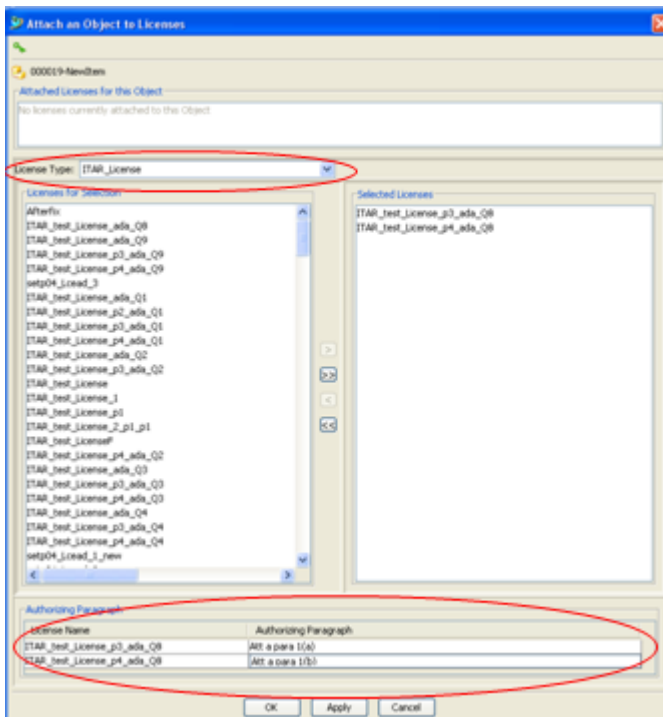 Attach an Object to Licenses
000019-NewItem
Attached Licenses for this Object
No licenses currently attached to this Object
License Type: ITAR_License
Licenses for Selection
Afterfix
ITAR_test_License_ada_Q8
ITAR_test_License_ada_Q9
ITAR_test_License_p3_ada_Q9
ITAR_test_License_p4_ada_Q9
setp04_Lcead_3
ITAR_test_License_ada_Q1
ITAR_test_License_p2_ada_Q1
ITAR_test_License_p3_ada_Q1
ITAR_test_License_p4_ada_Q1
ITAR_test_License_ada_Q2
ITAR_test_License_p3_ada_Q2
ITAR_test_License
ITAR_test_License_1
ITAR_test_License_p1
ITAR_test_License_2_p1_p1
ITAR_test_LicenseF
ITAR_test_License_p4_ada_Q2
ITAR_test_License_ada_Q3
ITAR_test_License_p3_ada_Q3
ITAR_test_License_p4_ada_Q3
ITAR_test_License_ada_Q4
ITAR_test_License_p3_ada_Q4
ITAR_test_License_p4_ada_Q4
setp04_Lcead_1_new
>
>>
<
<<
Selected Licenses
ITAR_test_License_p3_ada_Q8
ITAR_test_License_p4_ada_Q8
Authorizing Paragraph
License Name Authorizing Paragraph
ITAR_test_License_p3_ada_Q8 Att a para 1(a)
ITAR_test_License_p4_ada_Q8 Att a para 1(b)
OK Apply Cancel